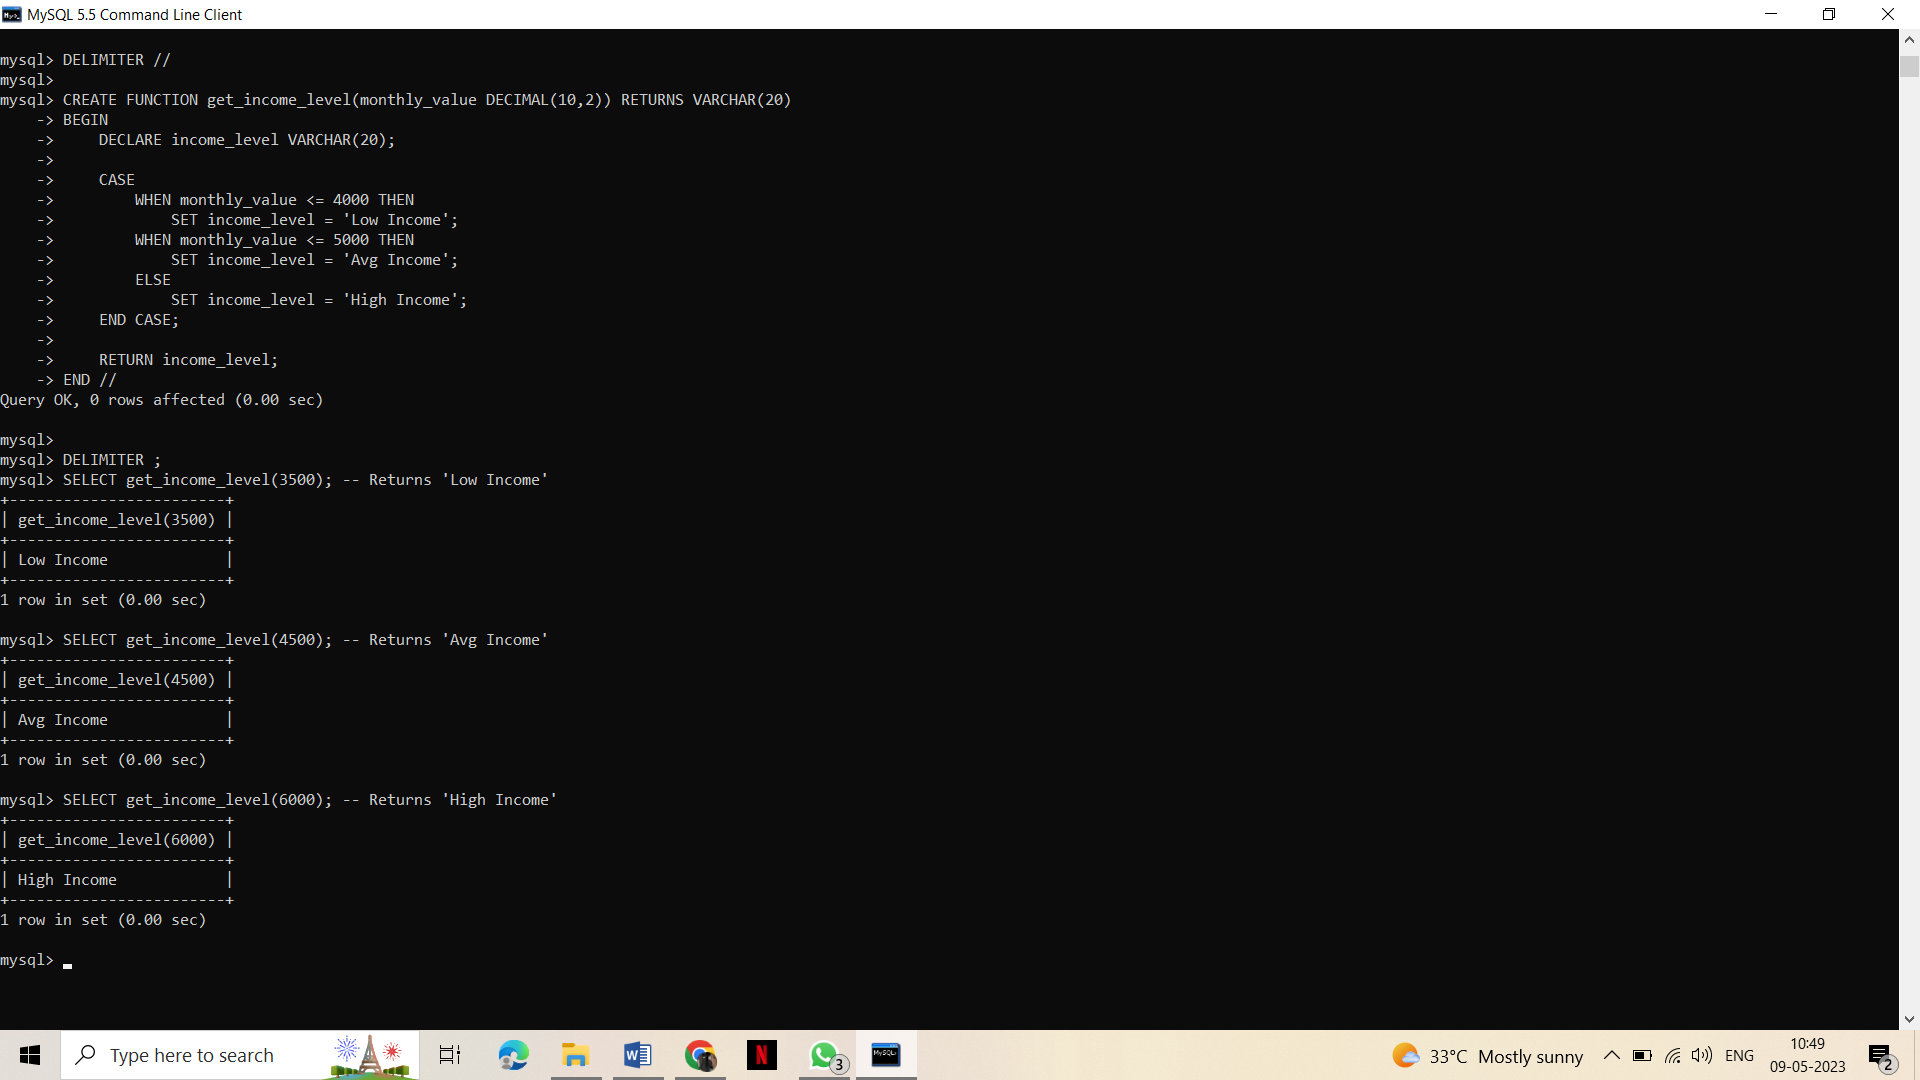 MySQL 5.5 Command Line Client
mysql> DELIMITER //
mysql>
mysql> CREATE FUNCTION get_income_level(monthly_value DECIMAL(10,2)) RETURNS VARCHAR(20)
    -> BEGIN
    ->     DECLARE income_level VARCHAR(20);
    ->
    ->     CASE
    ->         WHEN monthly_value <= 4000 THEN
    ->             SET income_level = 'Low Income';
    ->         WHEN monthly_value <= 5000 THEN
    ->             SET income_level = 'Avg Income';
    ->         ELSE
    ->             SET income_level = 'High Income';
    ->     END CASE;
    ->
    ->     RETURN income_level;
    -> END //
Query OK, 0 rows affected (0.00 sec)
mysql>
mysql> DELIMITER ;
mysql> SELECT get_income_level(3500); -- Returns 'Low Income'
+------------------------+
| get_income_level(3500) |
+------------------------+
| Low Income             |
+------------------------+
1 row in set (0.00 sec)
mysql> SELECT get_income_level(4500); -- Returns 'Avg Income'
+------------------------+
| get_income_level(4500) |
+------------------------+
| Avg Income             |
+------------------------+
1 row in set (0.00 sec)
mysql> SELECT get_income_level(6000); -- Returns 'High Income'
+------------------------+
| get_income_level(6000) |
+------------------------+
| High Income            |
+------------------------+
1 row in set (0.00 sec)
mysql>
Type here to search
3
33°C Mostly sunny
ENG
10:49
09-05-2023
2